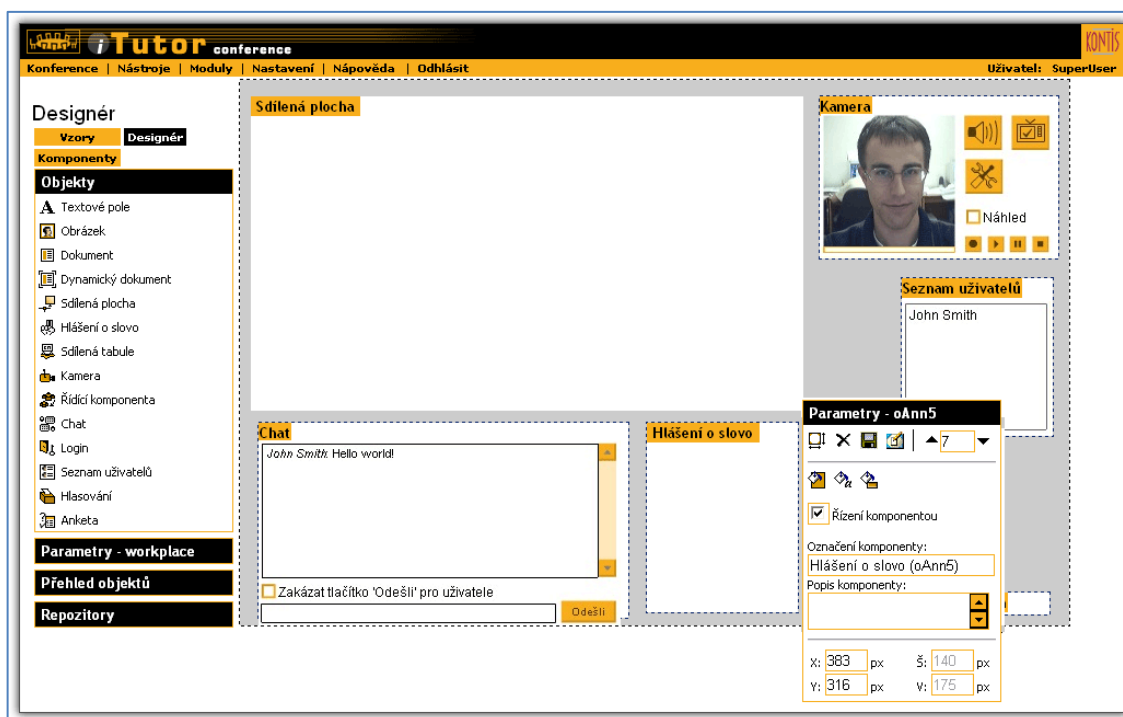 iTutor conference
KONTIS
Konference | Nástroje | Moduly | Nastavení | Nápověda | Odhlásit
Uživatel: SuperUser
Designér
Vzory
Designér
Komponenty
Objekty
Textové pole
Obrázek
Dokument
Dynamický dokument
Sdílená plocha
Hlášení o slovo
Sdílená tabule
Kamera
Řídící komponenta
Chat
Login
Seznam uživatelů
Hlasování
Anketa
Parametry - workplace
Přehled objektů
Repozitory
Sdílená plocha
Kamera
Náhled
Seznam uživatelů
John Smith
Chat
John Smith: Hello world!
Zakázat tlačítko 'Odešli' pro uživatele
Odešli
Hlášení o slovo
Parametry - oAnn5
7
Řízení komponentou
Označení komponenty:
Hlášení o slovo (oAnn5)
Popis komponenty:
X: 383 px Š: 140 px
Y: 316 px V: 175 px